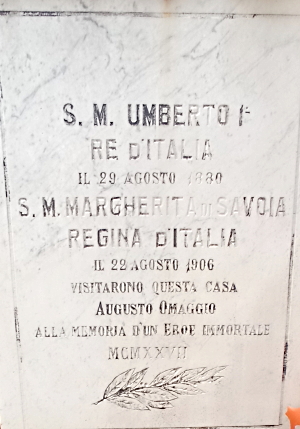 S. M. UMBERTO I°
RE D'ITALIA
IL 29 AGOSTO 1880
S. M. MARGHERITA DI SAVOIA
REGINA D'ITALIA
IL 22 AGOSTO 1906
VISITARONO QUESTA CASA
AUGUSTO OMAGGIO
ALLA MEMORIA D'UN EROE IMMORTALE
MCMXXVII